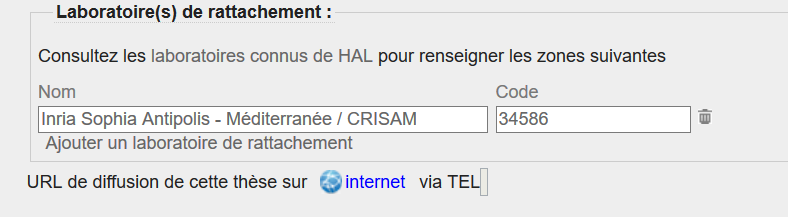 Laboratoire(s) de rattachement :
Consultez les laboratoires connus de HAL pour renseigner les zones suivantes
Nom Code
Inria Sophia Antipolis - Méditerranée / CRISAM 34586
Ajouter un laboratoire de rattachement
URL de diffusion de cette thèse sur internet via TEL